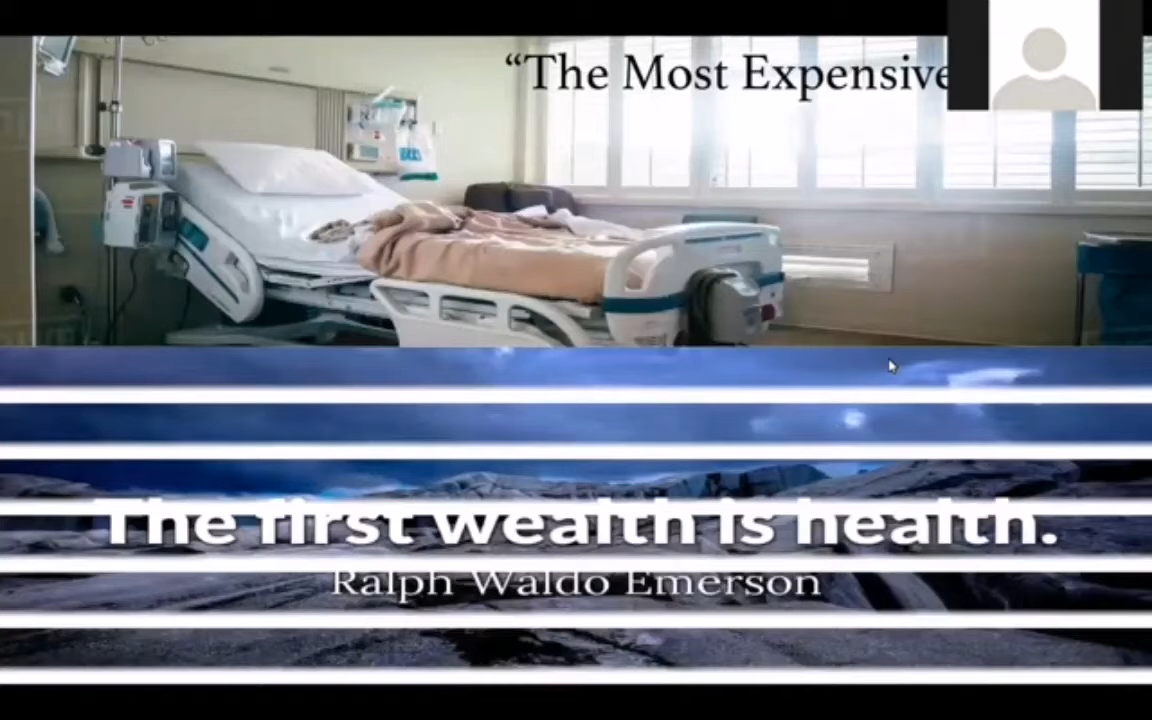 “The Most Expensive
The first wealth is health.
Ralph Waldo Emerson